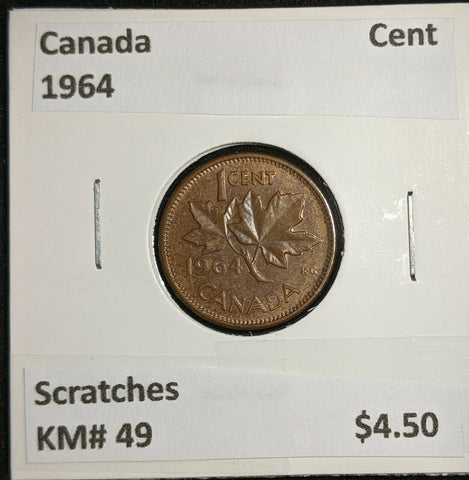 Canada Cent
1964
1
CENT
1964 KG
CANADA
Scratches
KM# 49 $4.50